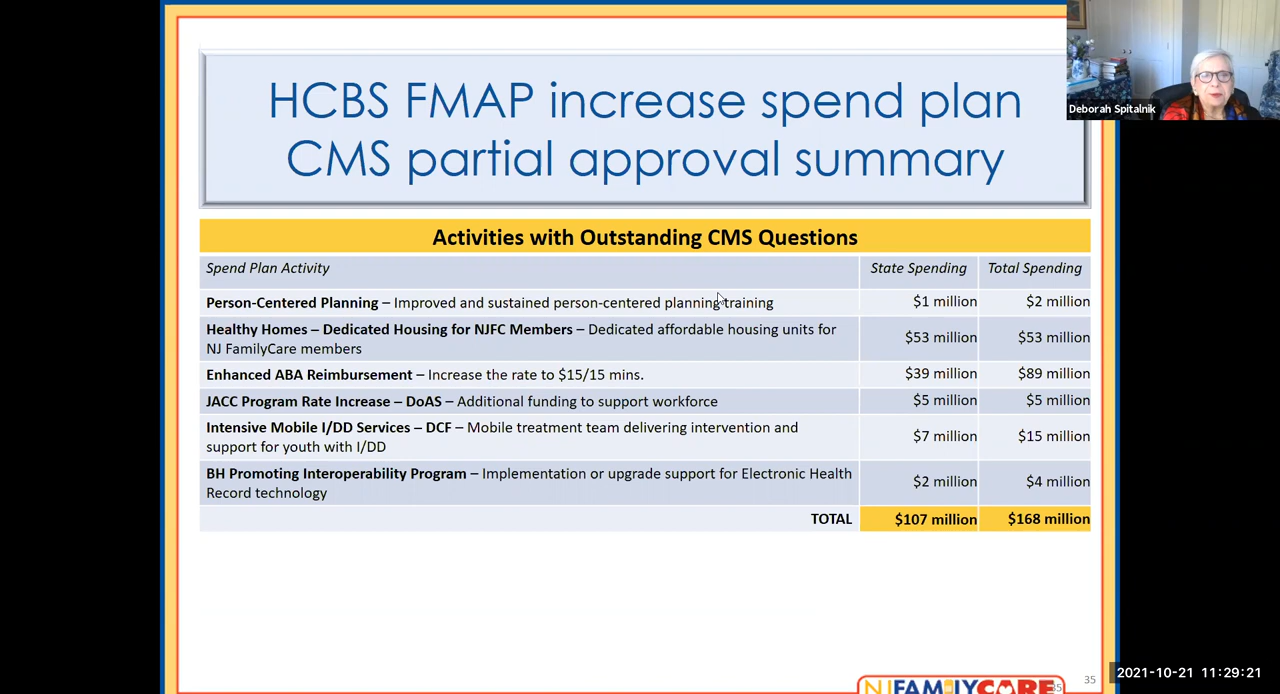 HCBS FMAP increase spend plan
CMS partial approval summary
Deborah Spitalnik
Activities with Outstanding CMS Questions
Spend Plan Activity State Spending Total Spending
Person-Centered Planning – Improved and sustained person-centered planning training $1 million $2 million
Healthy Homes – Dedicated Housing for NJFC Members – Dedicated affordable housing units for
NJ FamilyCare members $53 million $53 million
Enhanced ABA Reimbursement – Increase the rate to $15/15 mins. $39 million $89 million
JACC Program Rate Increase – DoAS – Additional funding to support workforce $5 million $5 million
Intensive Mobile I/DD Services – DCF – Mobile treatment team delivering intervention and
support for youth with I/DD $7 million $15 million
BH Promoting Interoperability Program – Implementation or upgrade support for Electronic Health
Record technology $2 million $4 million
TOTAL $107 million $168 million
NJFAMILYCARE
35
35
2021-10-21 11:29:21